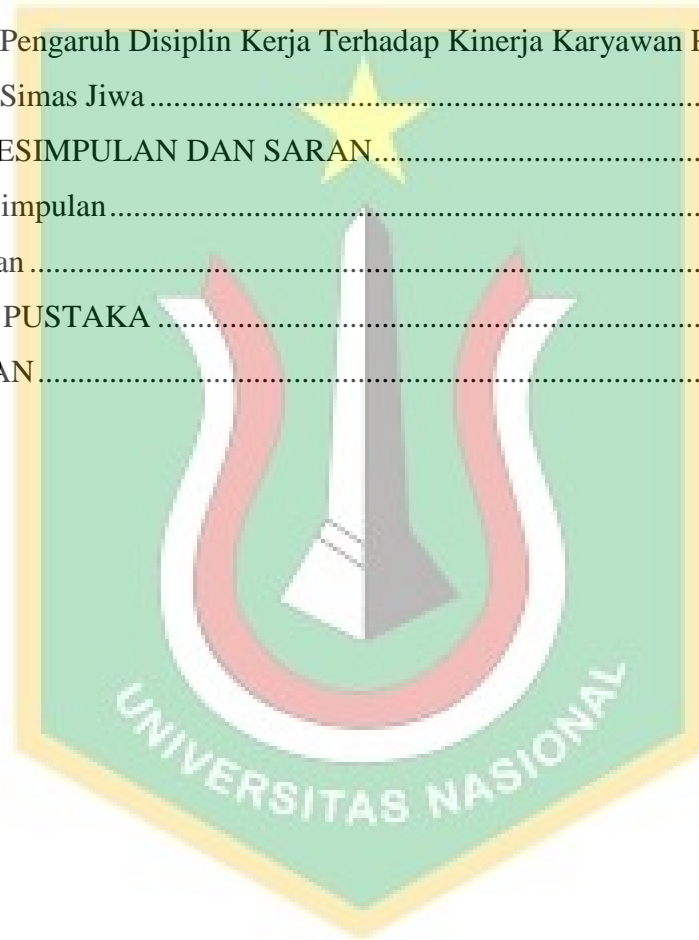 Pengaruh Disiplin Kerja Terhadap Kinerja Karyawan
Simas Jiwa ....................................................................
ESIMPULAN DAN SARAN ........................................
impulan .........................................................................
an ...................................................................................
PUSTAKA ....................................................................
AN ..................................................................................
UNIVERSITAS NASIONAL